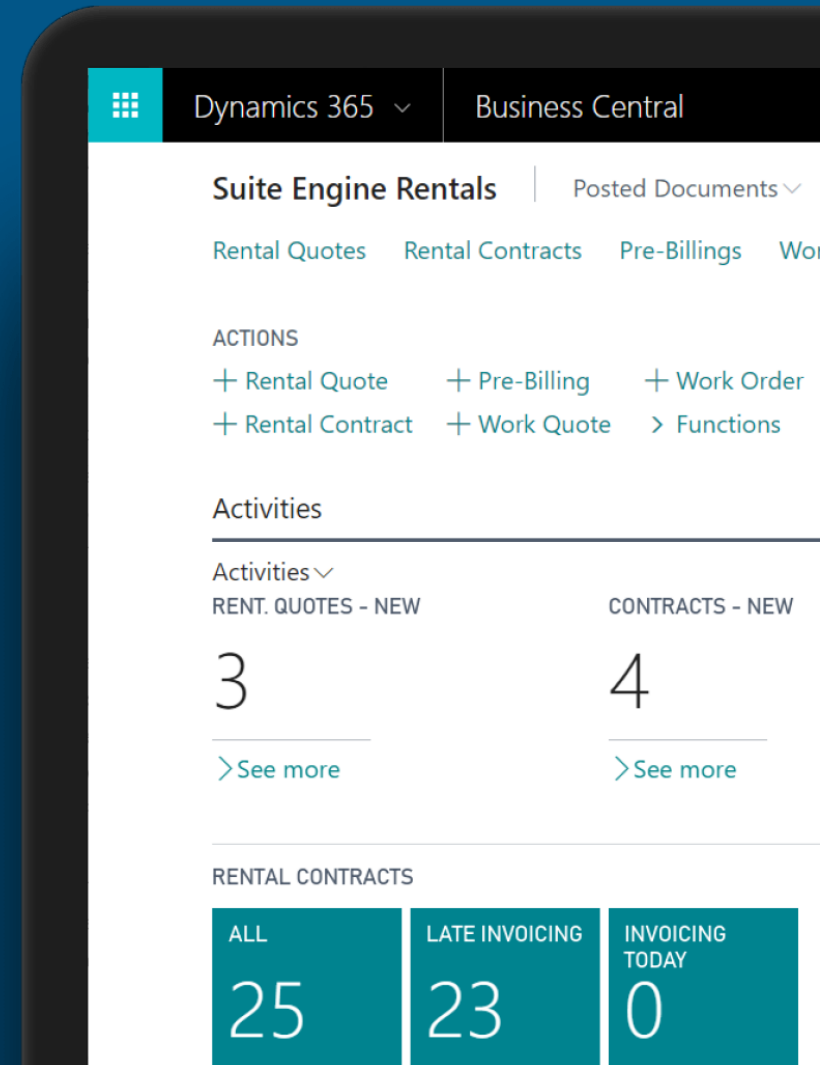 Dynamics 365 Business Central
Suite Engine Rentals Posted Documents
Rental Quotes Rental Contracts Pre-Billings
ACTIONS
+ Rental Quote + Pre-Billing + Work Order
+ Rental Contract + Work Quote > Functions
Activities
Activities
RENT. QUOTES - NEW CONTRACTS - NEW
3 4
>See more >See more
RENTAL CONTRACTS
ALL LATE INVOICING INVOICING
TODAY
25 23 0